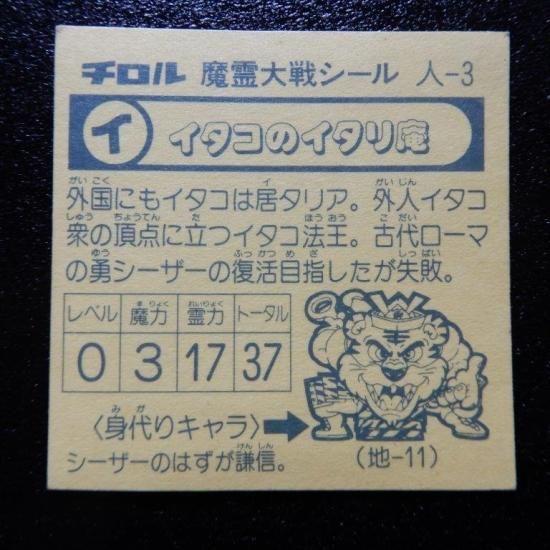 チロル 魔霊大戦シール 人-3
イ イタコのイタリ庵
外国にもイタコは居タリア。外人イタコ
衆の頂点に立つイタコ法王。古代ローマ
の勇シーザーの復活目指したが失敗。
レベル 魔力 霊力 トータル
0 3 17 37
〈身代りキャラ〉
シーザーのはずが謙信。
(地-11)